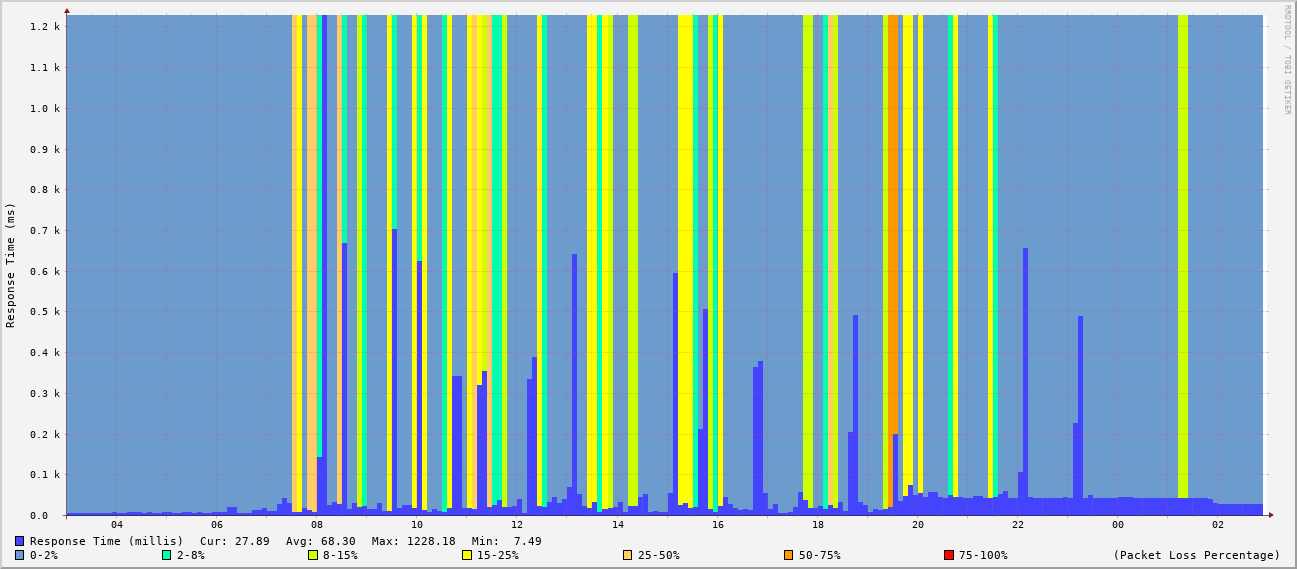 RRDTOOL / TOBI OETIKER
Response Time (ms)
1.2 k
1.1 k
1.0 k
0.9 k
0.8 k
0.7 k
0.6 k
0.5 k
0.4 k
0.3 k
0.2 k
0.1 k
0.0
04 06 08 10 12 14 16 18 20 22 00 02
Response Time (millis) Cur: 27.89 Avg: 68.30 Max: 1228.18 Min: 7.49
0-2% 2-8% 8-15% 15-25% 25-50% 50-75% 75-100% (Packet Loss Percentage)